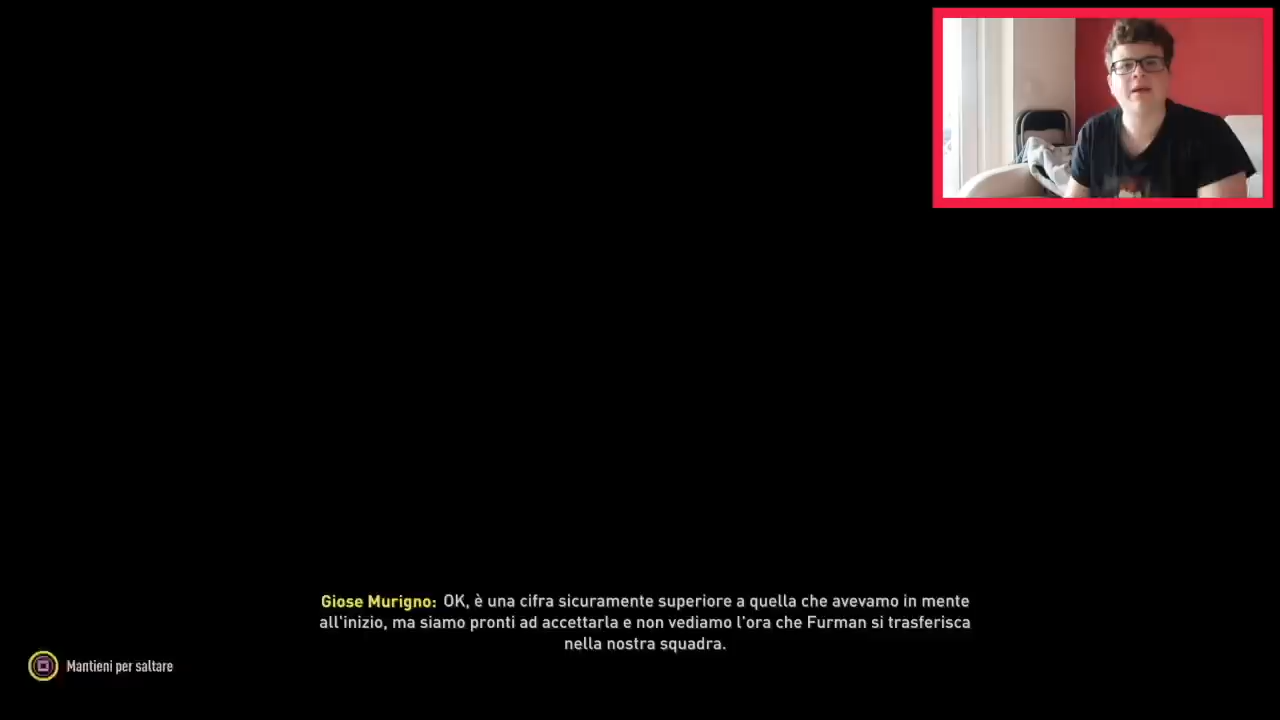 Giose Murigno: OK, è una cifra sicuramente superiore a quella che avevamo in mente
all'inizio, ma siamo pronti ad accettarla e non vediamo l'ora che Furman si trasferisca
nella nostra squadra.
Mantieni per saltare